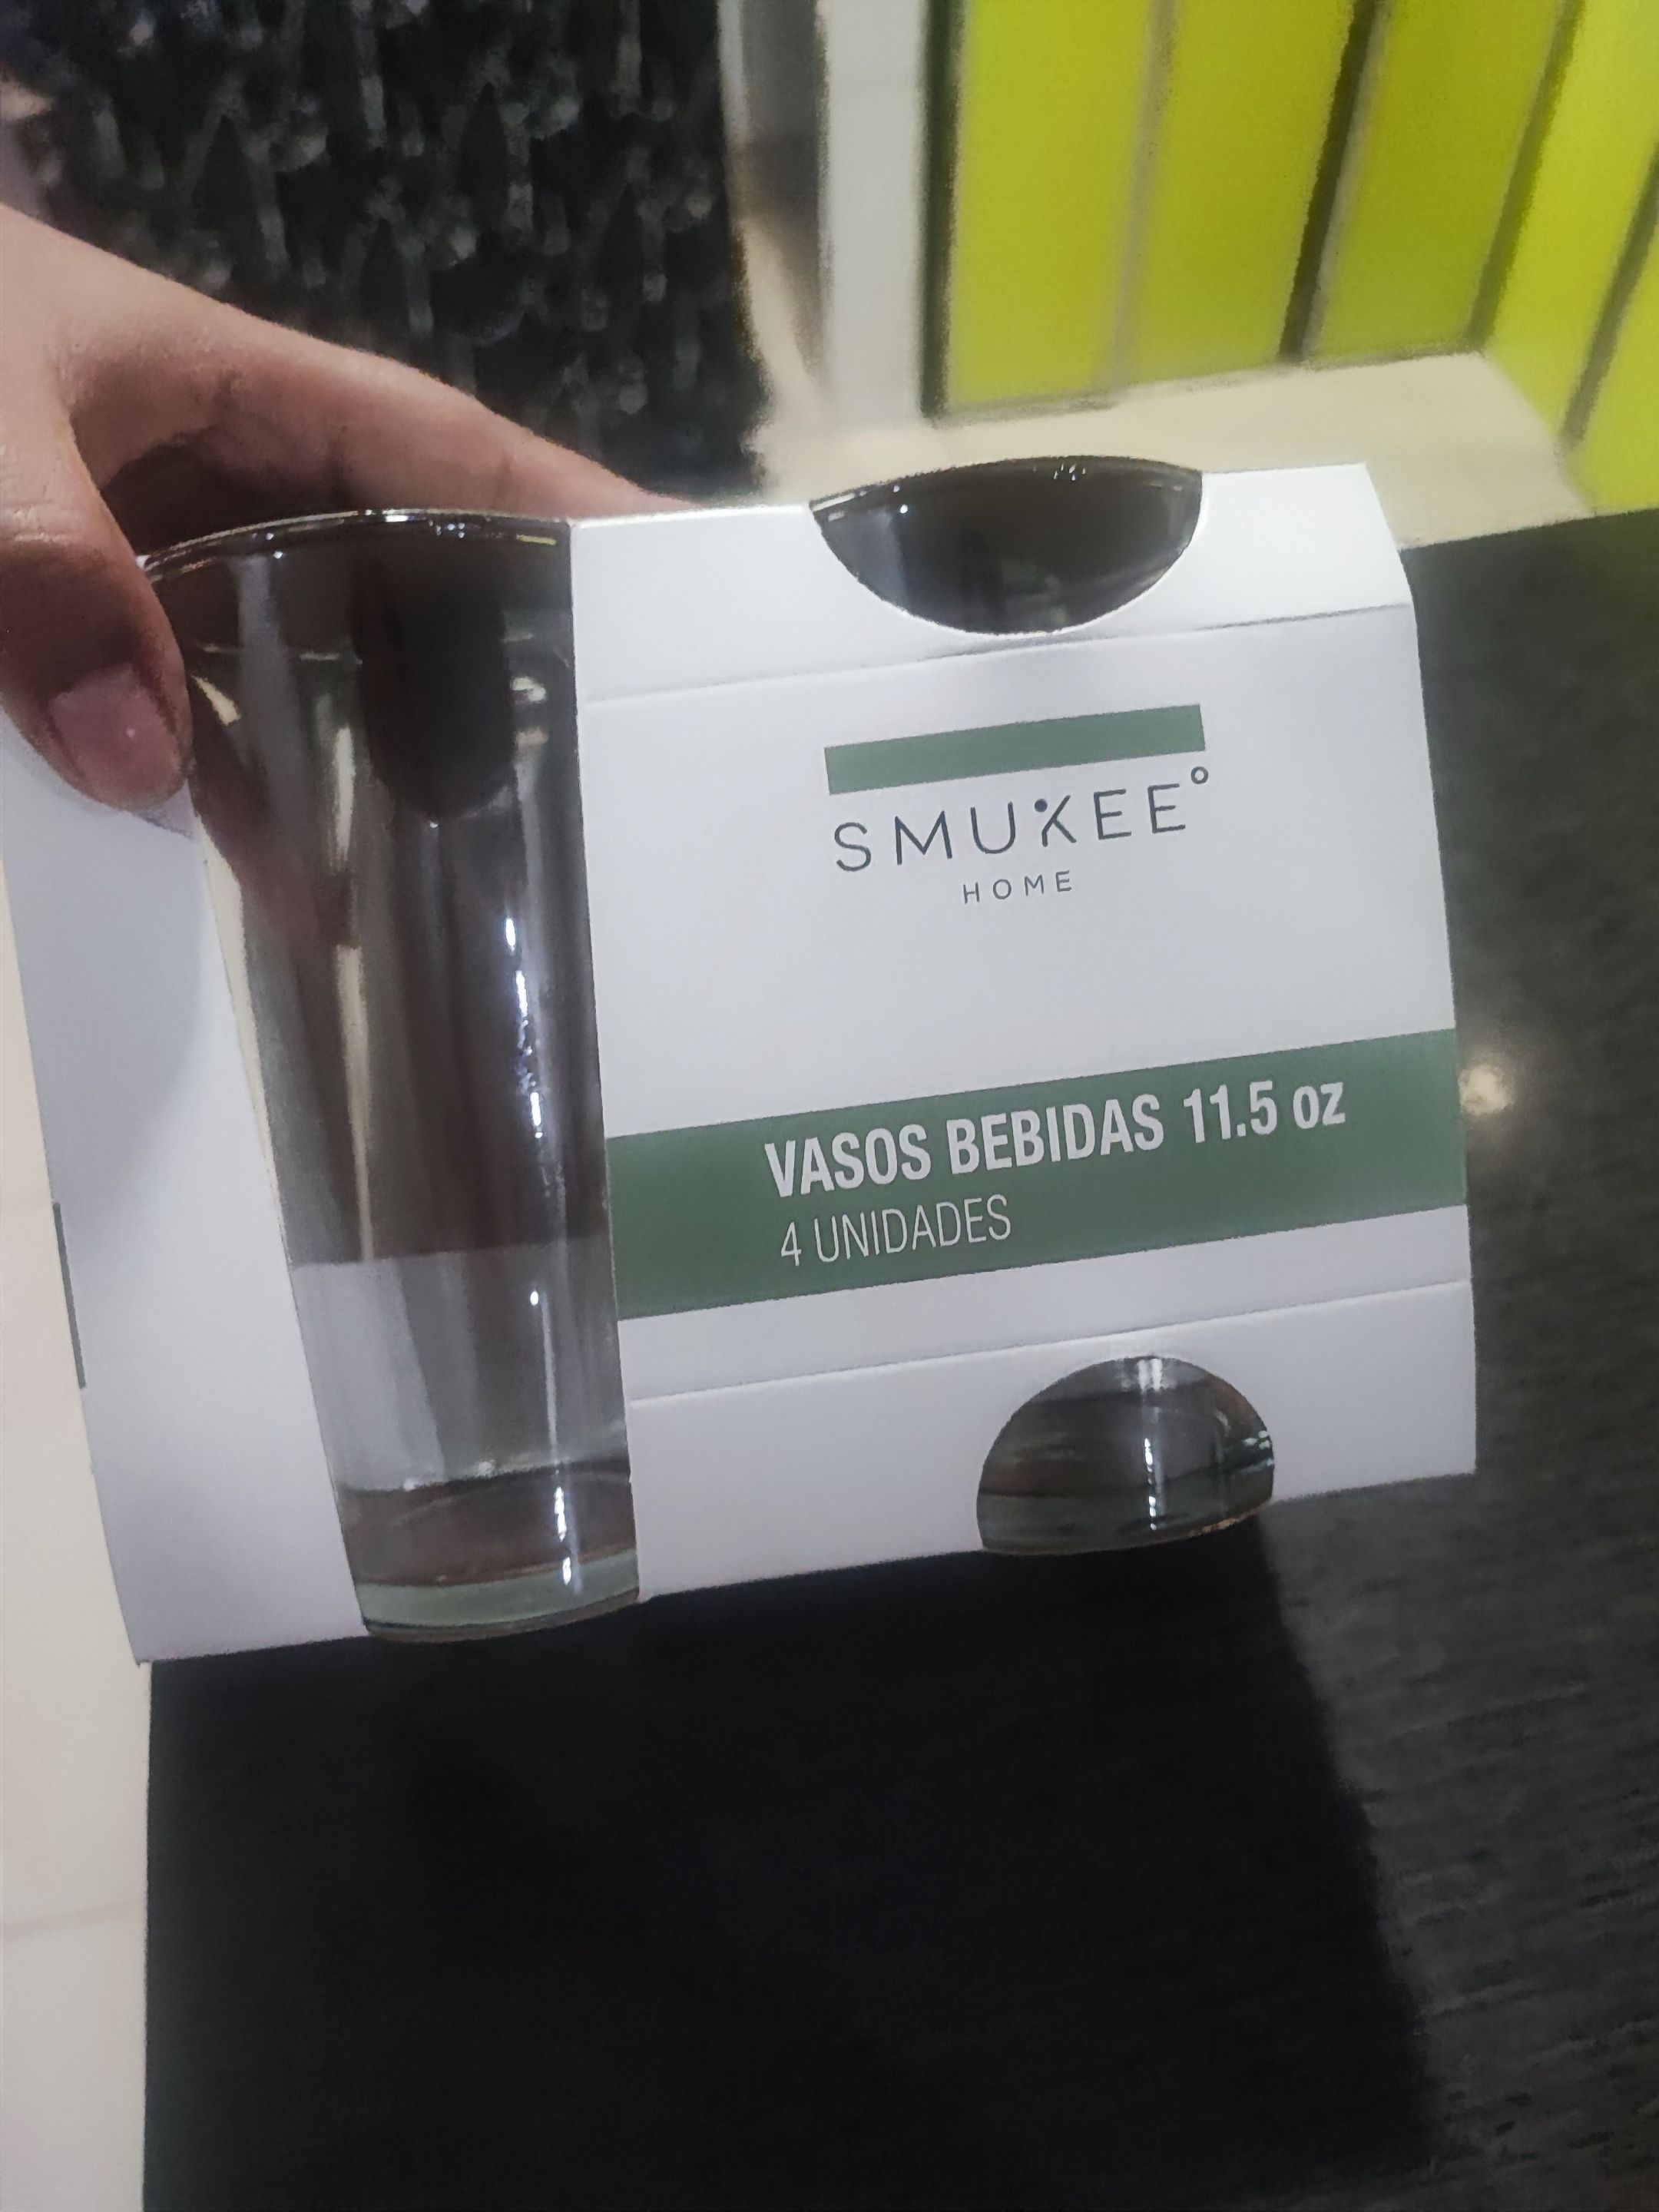 SMUKEE°
HOME
VASOS BEBIDAS 11.5 oz
4 UNIDADES